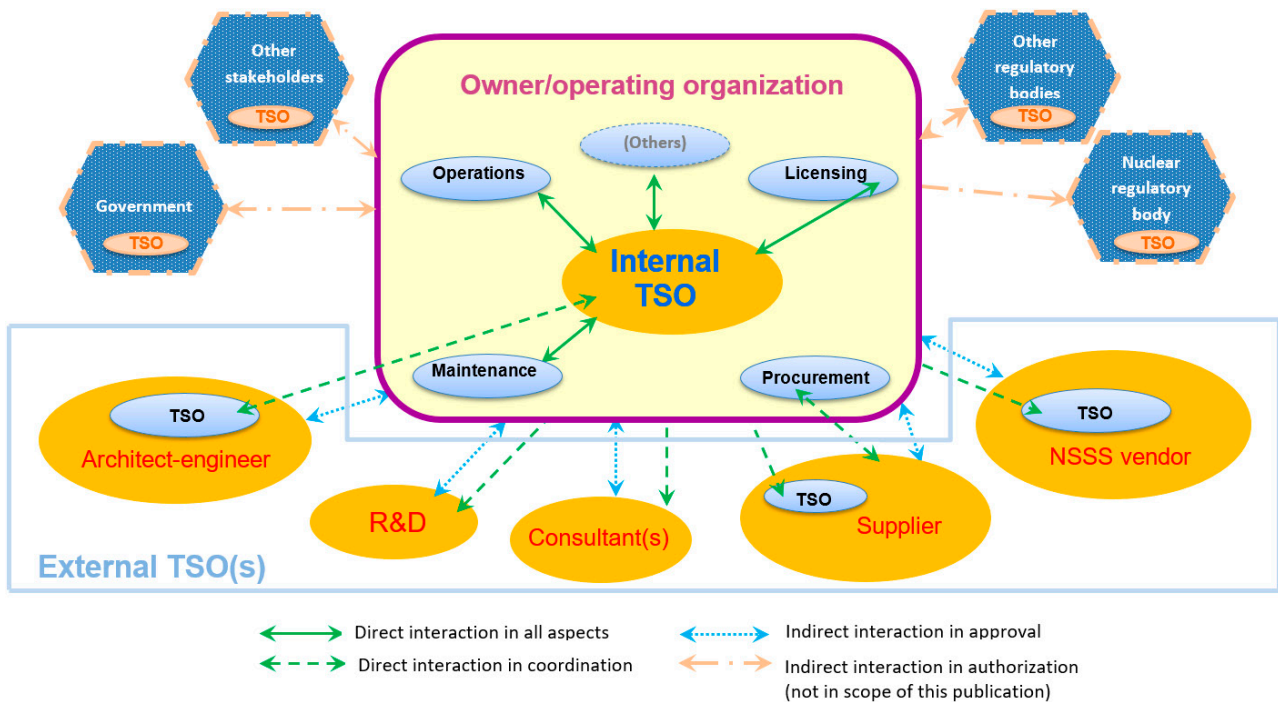 Other
stakeholders
TSO
Government
TSO
Owner/operating organization
(Others)
Operations
Licensing
Internal
TSO
Maintenance
Procurement
Other
regulatory
bodies
TSO
Nuclear
regulatory
body
TSO
TSO
Architect-engineer
R&D
Consultant(s)
TSO
Supplier
TSO
NSSS vendor
External TSO(s)
Direct interaction in all aspects
Direct interaction in coordination
Indirect interaction in approval
Indirect interaction in authorization
(not in scope of this publication)